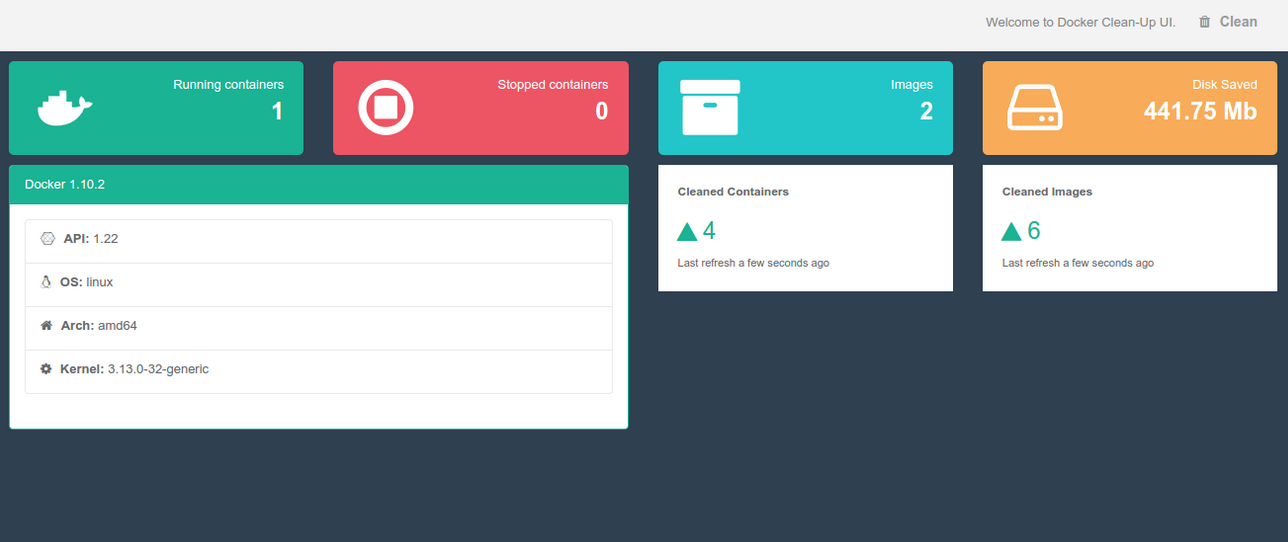 Welcome to Docker Clean-Up UI. Clean
Running containers
1
Stopped containers
0
Images
2
Disk Saved
441.75 Mb
Docker 1.10.2
API: 1.22
OS: linux
Arch: amd64
Kernel: 3.13.0-32-generic
Cleaned Containers
4
Last refresh a few seconds ago
Cleaned Images
6
Last refresh a few seconds ago